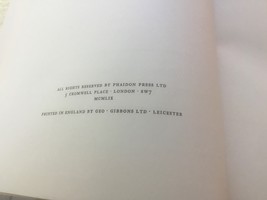 ALL RIGHTS RESERVED BY PHAIDON PRESS LTD
5 CROMWELL PLACE · LONDON · SW7
MCMLIX
PRINTED IN ENGLAND BY GEO · GIBBONS LTD · LEICESTER